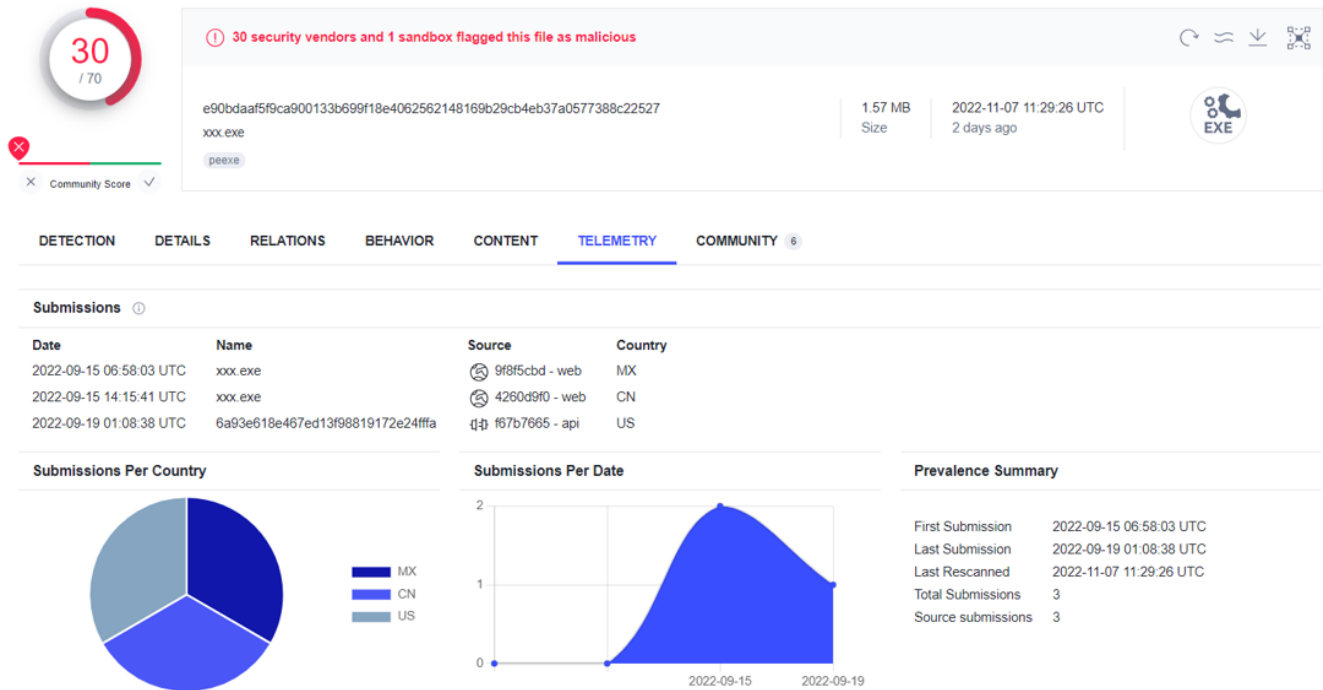 30
/ 70
30 security vendors and 1 sandbox flagged this file as malicious
e90bdaaf5f9ca900133b699f18e4062562148169b29cb4eb37a0577388c22527
xxx.exe
peexe
1.57 MB
Size
2022-11-07 11:29:26 UTC
2 days ago
EXE
Community Score
DETECTION DETAILS RELATIONS BEHAVIOR CONTENT TELEMETRY COMMUNITY 6
Submissions
Date Name Source Country
2022-09-15 06:58:03 UTC xxx.exe 9f8f5cbd - web MX
2022-09-15 14:15:41 UTC xxx.exe 4260d9f0 - web CN
2022-09-19 01:08:38 UTC 6a93e618e467ed13f98819172e24fffa f67b7665 - api US
Submissions Per Country
MX
CN
US
Submissions Per Date
2
1
0
2022-09-15 2022-09-19
Prevalence Summary
First Submission 2022-09-15 06:58:03 UTC
Last Submission 2022-09-19 01:08:38 UTC
Last Rescanned 2022-11-07 11:29:26 UTC
Total Submissions 3
Source submissions 3